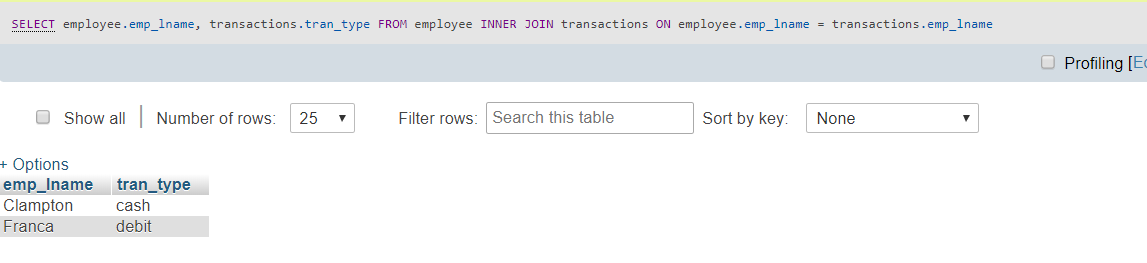 SELECT employee.emp_lname, transactions.tran_type FROM employee INNER JOIN transactions ON employee.emp_lname = transactions.emp_lname
Profiling [
Show all Number of rows: 25 Filter rows: Search this table Sort by key: None
+ Options
emp_lname tran_type
Clampton cash
Franca debit